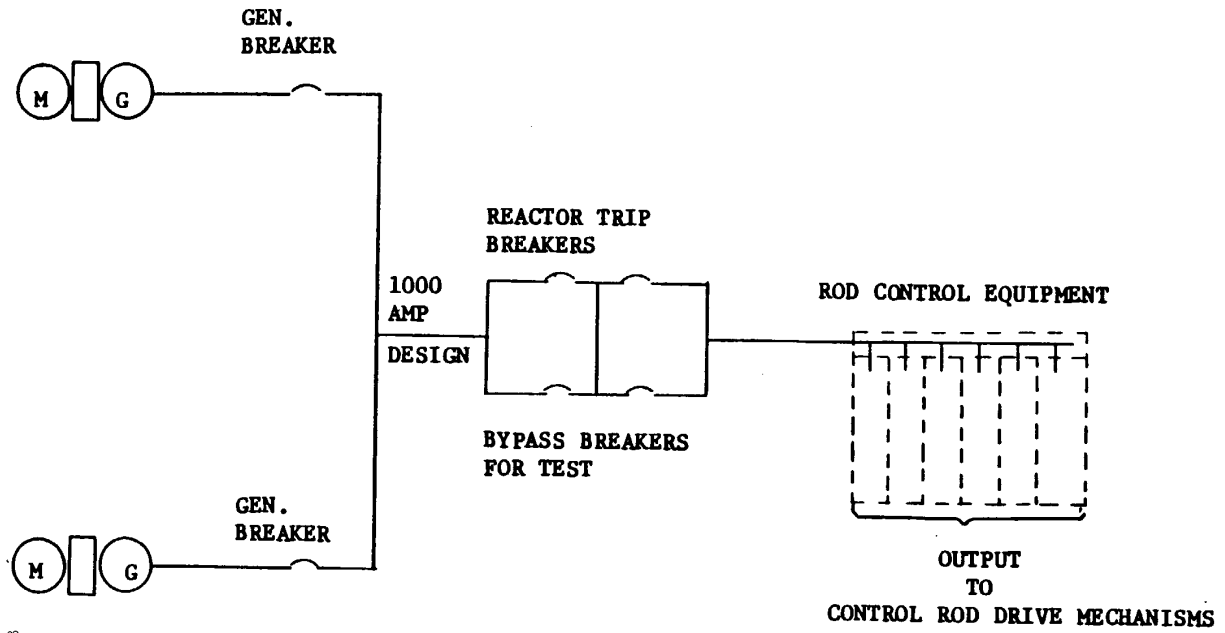 GEN.
BREAKER
M
G
REACTOR TRIP
BREAKERS
1000
AMP
DESIGN
ROD CONTROL EQUIPMENT
BYPASS BREAKERS
FOR TEST
GEN.
BREAKER
M
G
OUTPUT
TO
CONTROL ROD DRIVE MECHANISMS